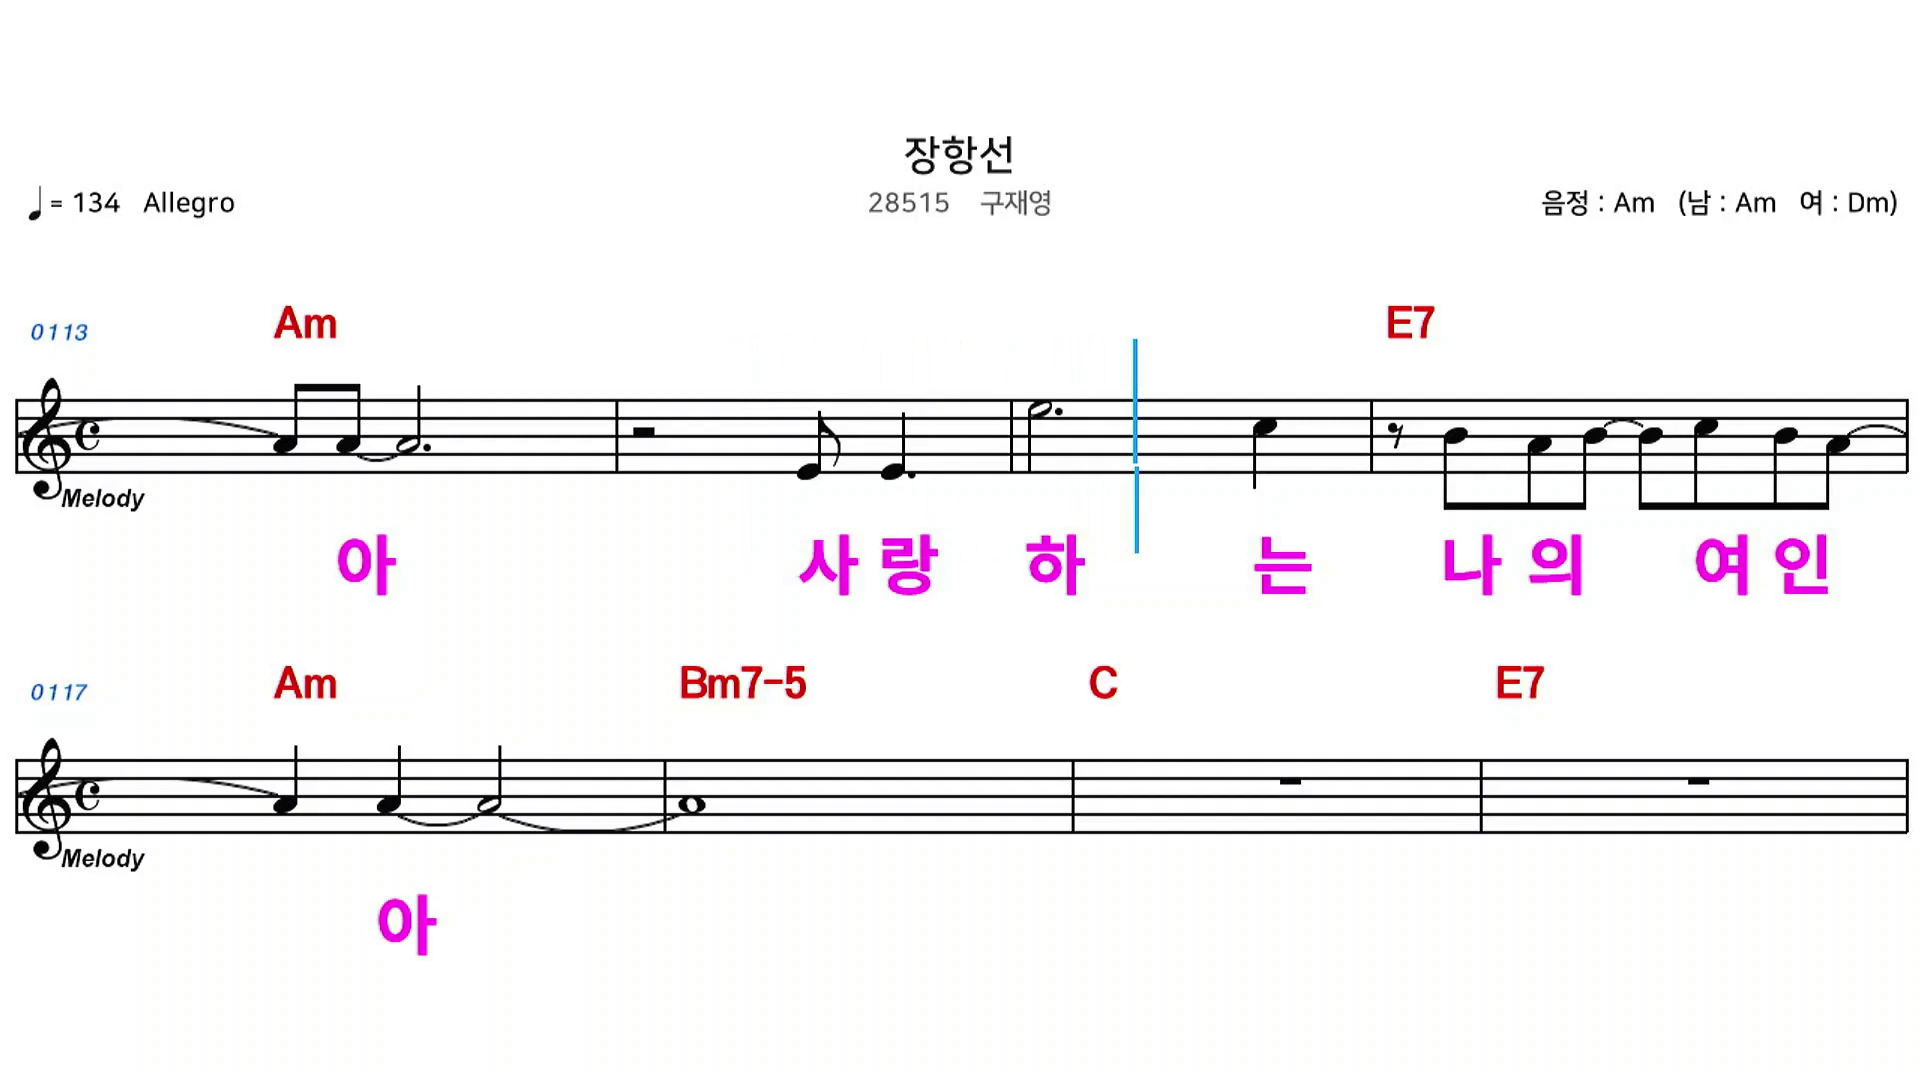 장항선
♩= 134 Allegro
28515 구재영
음정 : Am (남 : Am 여 : Dm)
0113 Am E7
Melody
아 사 랑 하 는 나 의 여 인
0117 Am Bm7-5 C E7
Melody
아